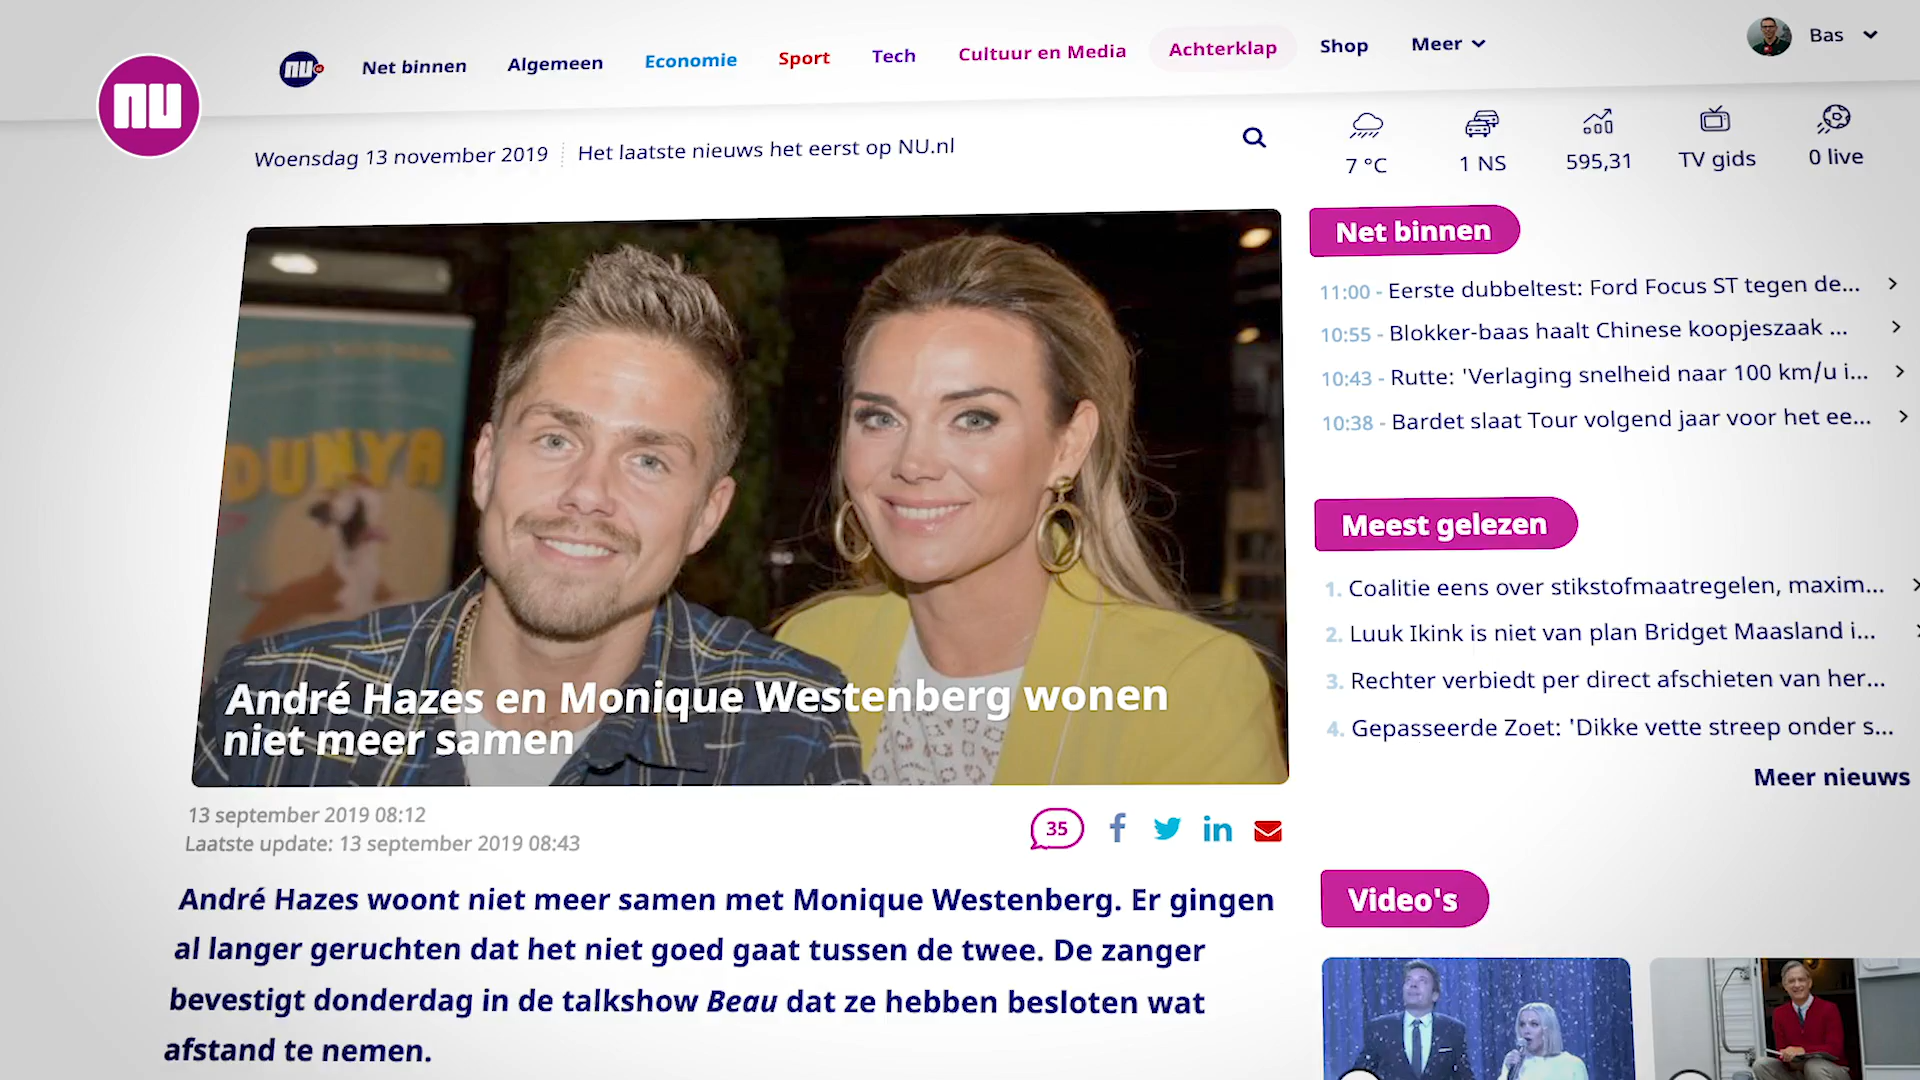 nu
NU
Net binnen
Algemeen
Economie
Sport
Tech
Cultuur en Media
Achterklap
Shop
Meer
Bas
Woensdag 13 november 2019
Het laatste nieuws het eerst op NU.nl
7 °C
1 NS
595,31
TV gids
0 live
DUNYA
André Hazes en Monique Westenberg wonen
niet meer samen
13 september 2019 08:12
Laatste update: 13 september 2019 08:43
35
André Hazes woont niet meer samen met Monique Westenberg. Er gingen
al langer geruchten dat het niet goed gaat tussen de twee. De zanger
bevestigt donderdag in de talkshow Beau dat ze hebben besloten wat
afstand te nemen.
Net binnen
11:00 - Eerste dubbeltest: Ford Focus ST tegen de...
10:55 - Blokker-baas haalt Chinese koopjeszaak ...
10:43 - Rutte: 'Verlaging snelheid naar 100 km/u i...
10:38 - Bardet slaat Tour volgend jaar voor het ee...
Meest gelezen
1. Coalitie eens over stikstofmaatregelen, maxim...
2. Luuk Ikink is niet van plan Bridget Maasland i...
3. Rechter verbiedt per direct afschieten van her...
4. Gepasseerde Zoet: 'Dikke vette streep onder s...
Meer nieuws
Video's